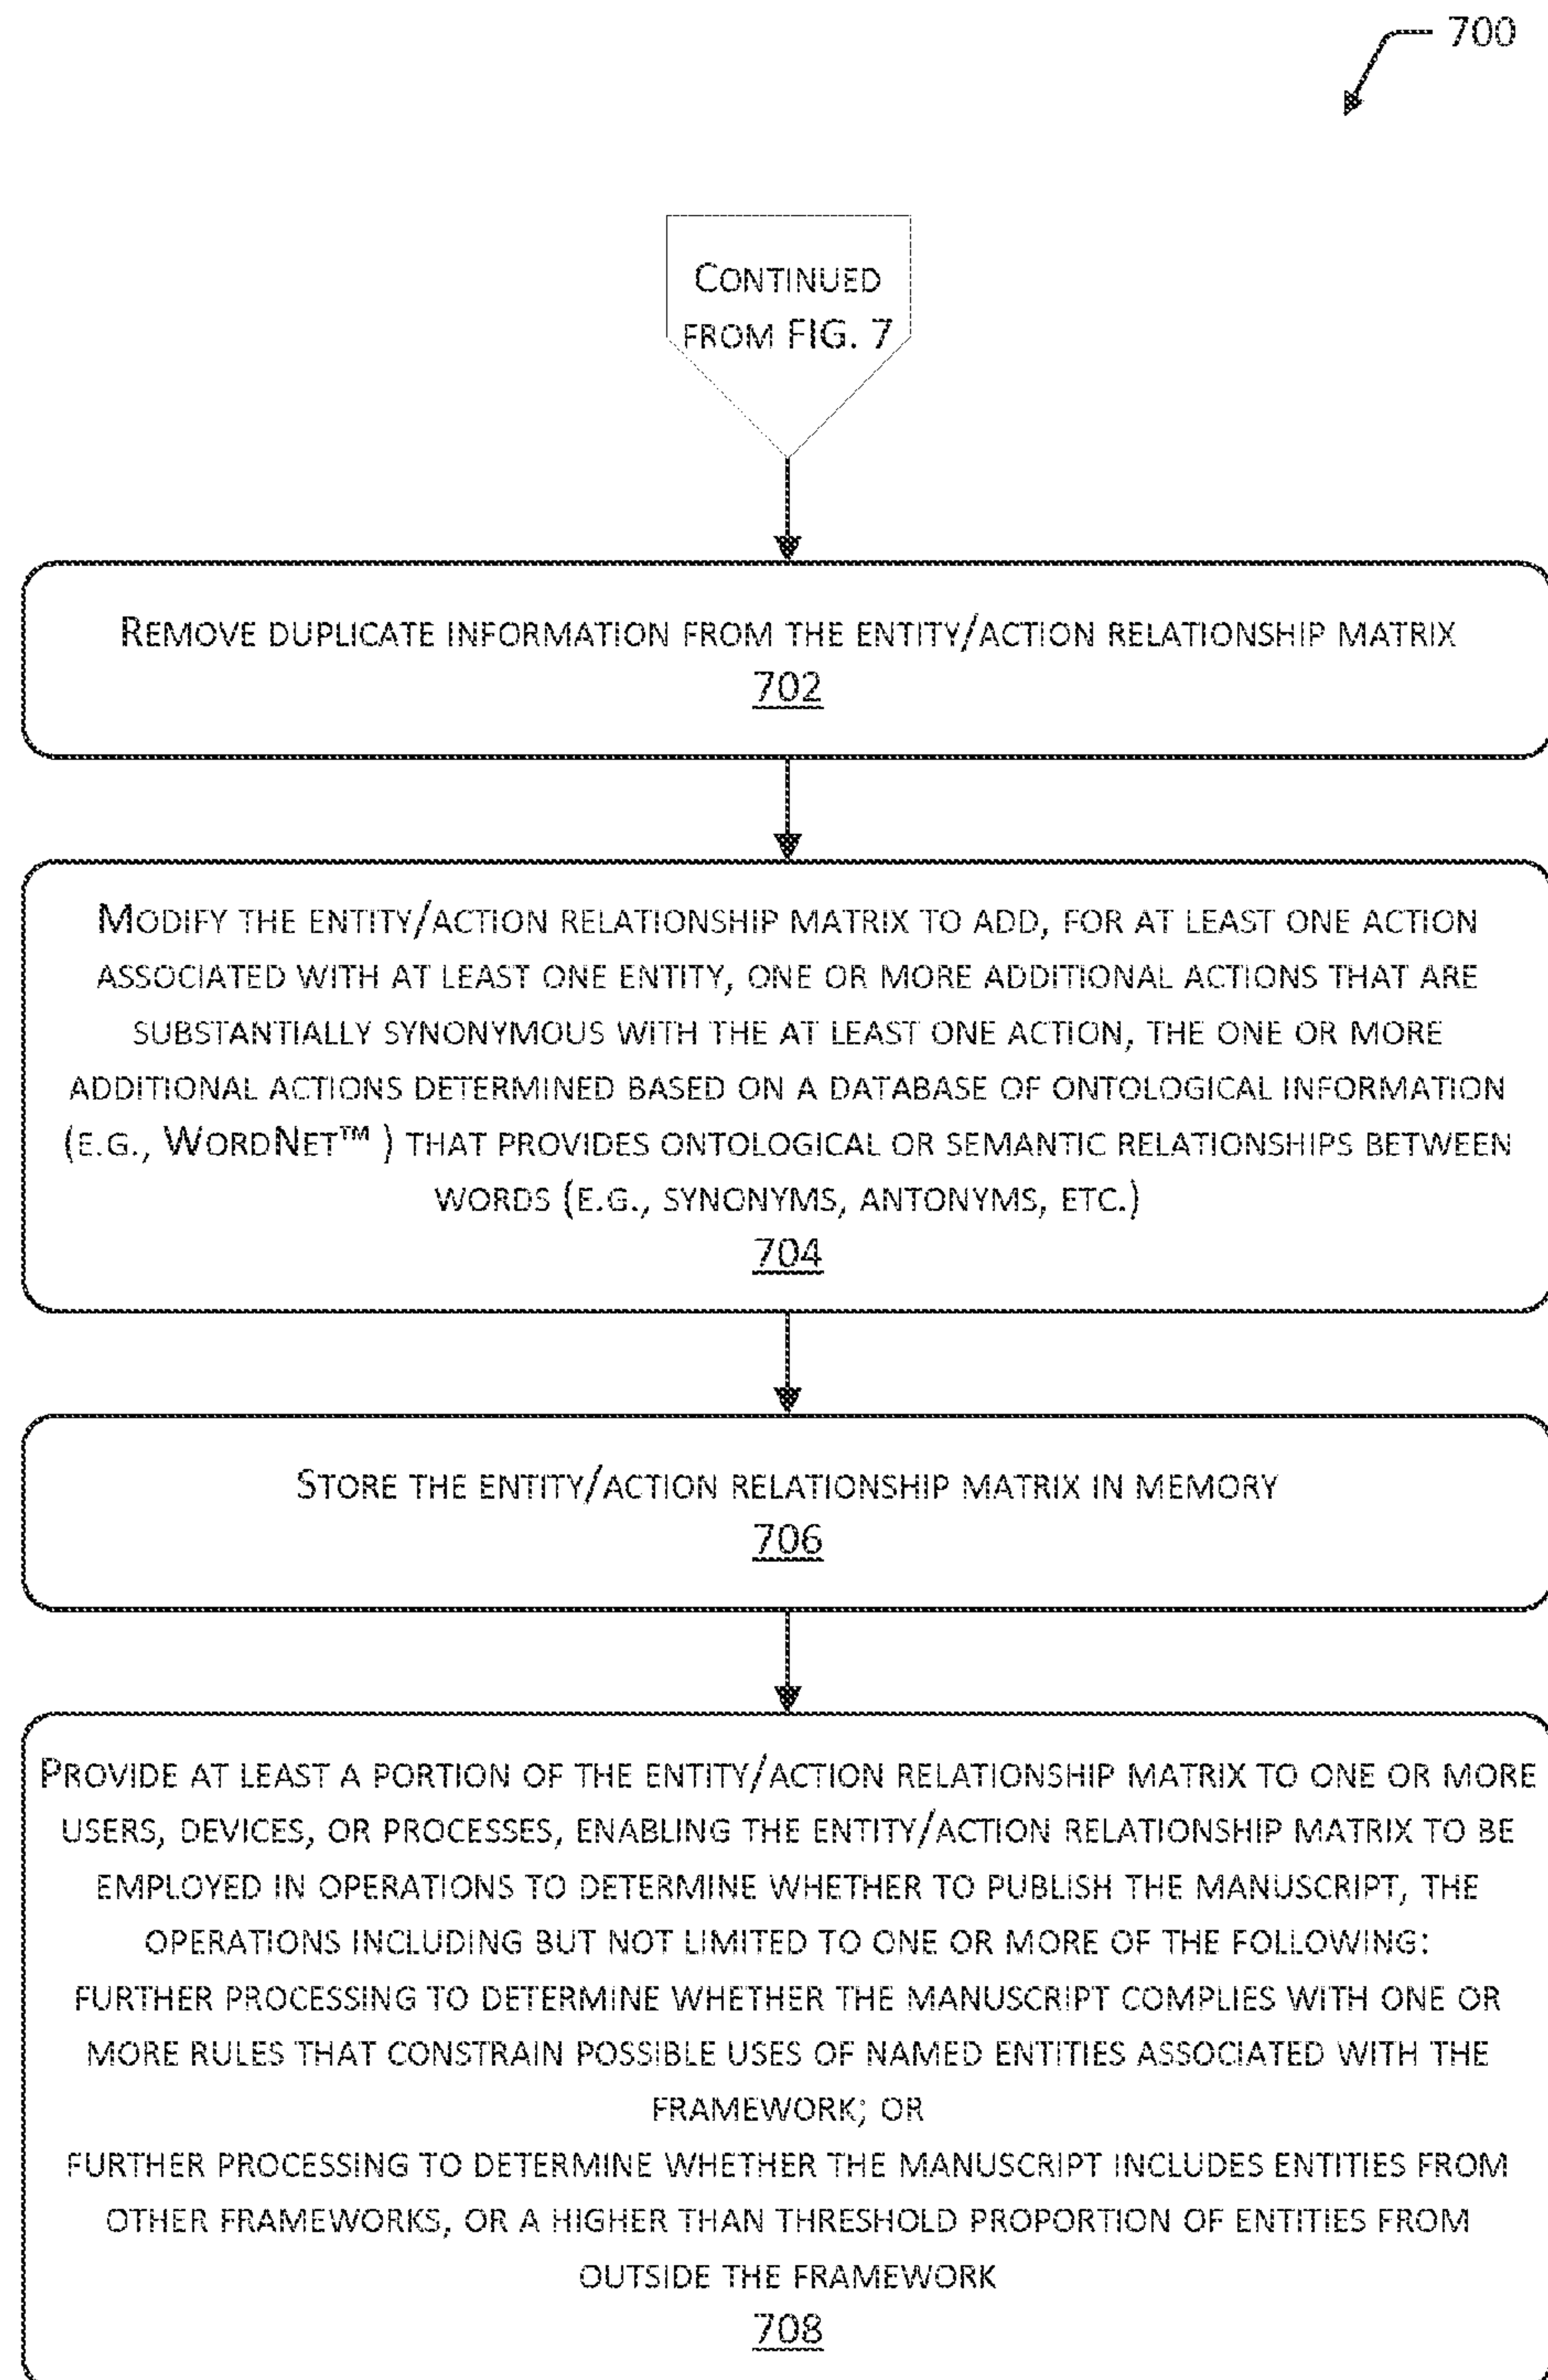 700
CONTINUED
FROM FIG. 7
REMOVE DUPLICATE INFORMATION FROM THE ENTITY/ACTION RELATIONSHIP MATRIX
702
MODIFY THE ENTITY/ACTION RELATIONSHIP MATRIX TO ADD, FOR AT LEAST ONE ACTION
ASSOCIATED WITH AT LEAST ONE ENTITY, ONE OR MORE ADDITIONAL ACTIONS THAT ARE
SUBSTANTIALLY SYNONYMOUS WITH THE AT LEAST ONE ACTION, THE ONE OR MORE
ADDITIONAL ACTIONS DETERMINED BASED ON A DATABASE OF ONTOLOGICAL INFORMATION
(E.G., WORDNET™ ) THAT PROVIDES ONTOLOGICAL OR SEMANTIC RELATIONSHIPS BETWEEN
WORDS (E.G., SYNONYMS, ANTONYMS, ETC.)
704
STORE THE ENTITY/ACTION RELATIONSHIP MATRIX IN MEMORY
706
PROVIDE AT LEAST A PORTION OF THE ENTITY/ACTION RELATIONSHIP MATRIX TO ONE OR MORE
USERS, DEVICES, OR PROCESSES, ENABLING THE ENTITY/ACTION RELATIONSHIP MATRIX TO BE
EMPLOYED IN OPERATIONS TO DETERMINE WHETHER TO PUBLISH THE MANUSCRIPT, THE
OPERATIONS INCLUDING BUT NOT LIMITED TO ONE OR MORE OF THE FOLLOWING:
FURTHER PROCESSING TO DETERMINE WHETHER THE MANUSCRIPT COMPLIES WITH ONE OR
MORE RULES THAT CONSTRAIN POSSIBLE USES OF NAMED ENTITIES ASSOCIATED WITH THE
FRAMEWORK; OR
FURTHER PROCESSING TO DETERMINE WHETHER THE MANUSCRIPT INCLUDES ENTITIES FROM
OTHER FRAMEWORKS, OR A HIGHER THAN THRESHOLD PROPORTION OF ENTITIES FROM
OUTSIDE THE FRAMEWORK
708